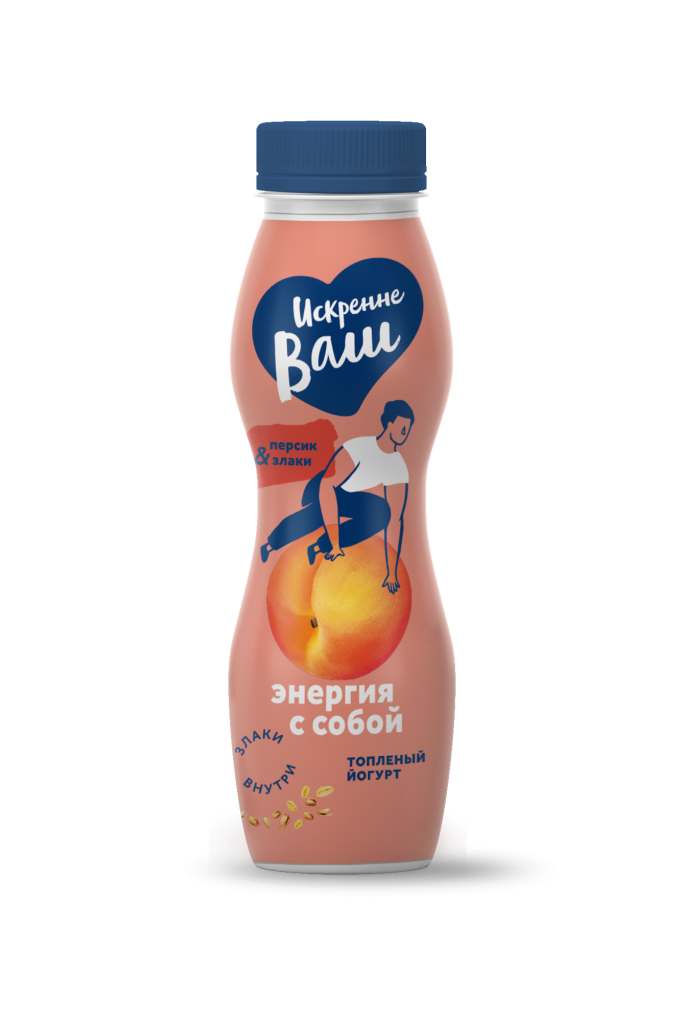 Искренне
Ваш
персик
& злаки
энергия
с собой
ЗЛАКИ
ВНУТРИ
ТОПЛЕНЫЙ
ЙОГУРТ